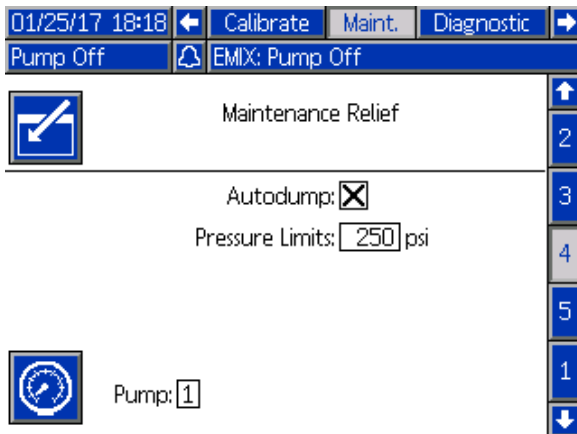 01/25/17 18:18 Calibrate Maint. Diagnostic
Pump Off EMIX: Pump Off
Maintenance Relief
2
Autodump:
3
Pressure Limits: 250 psi
4
5
1
Pump: 1